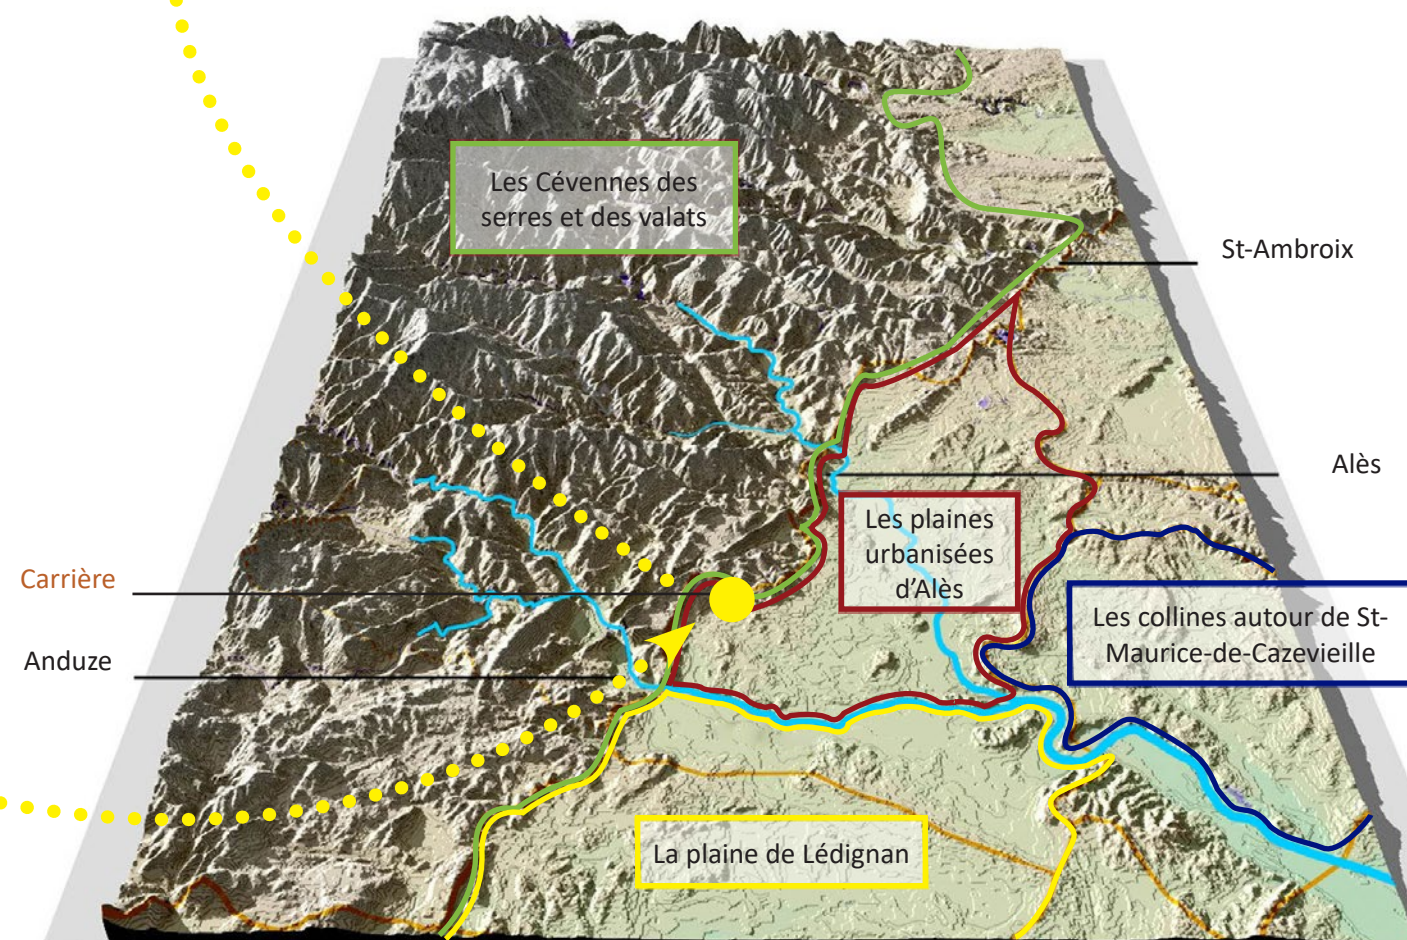 Les Cévennes des
serres et des valats
St-Ambroix
Alès
Les plaines
urbanisées
d'Alès
Carrière
Les collines autour de St-
Maurice-de-Cazevieille
Anduze
La plaine de Lédignan